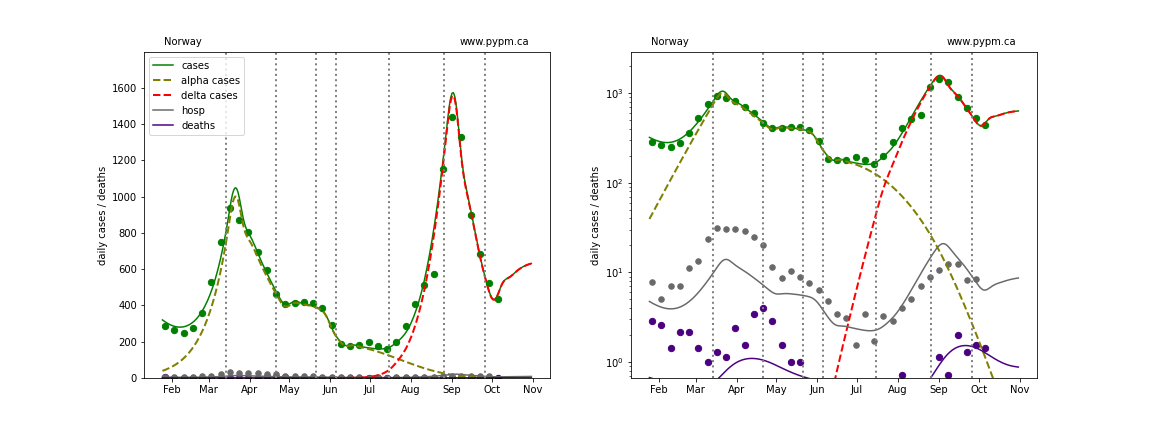 Norway www.pypm.ca
cases
alpha cases
delta cases
hosp
deaths
daily cases / deaths
1600
1400
1200
1000
800
600
400
200
0
Feb Mar Apr May Jun Jul Aug Sep Oct Nov
Norway www.pypm.ca
daily cases / deaths
10³
10²
10¹
10⁰
Feb Mar Apr May Jun Jul Aug Sep Oct Nov